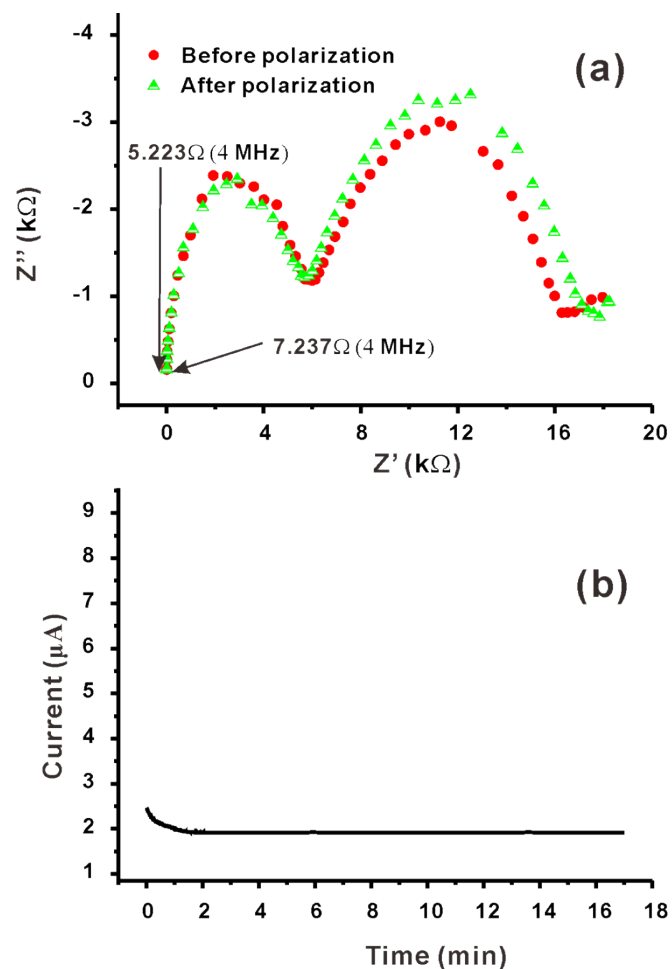 -4
-3
-2
-1
0
Z'' (kΩ)
Before polarization
After polarization
(a)
5.223Ω (4 MHz)
7.237Ω (4 MHz)
0 4 8 12 16 20
Z' (kΩ)
9
8
7
6
5
4
3
2
1
Current (μA)
(b)
0 2 4 6 8 10 12 14 16 18
Time (min)